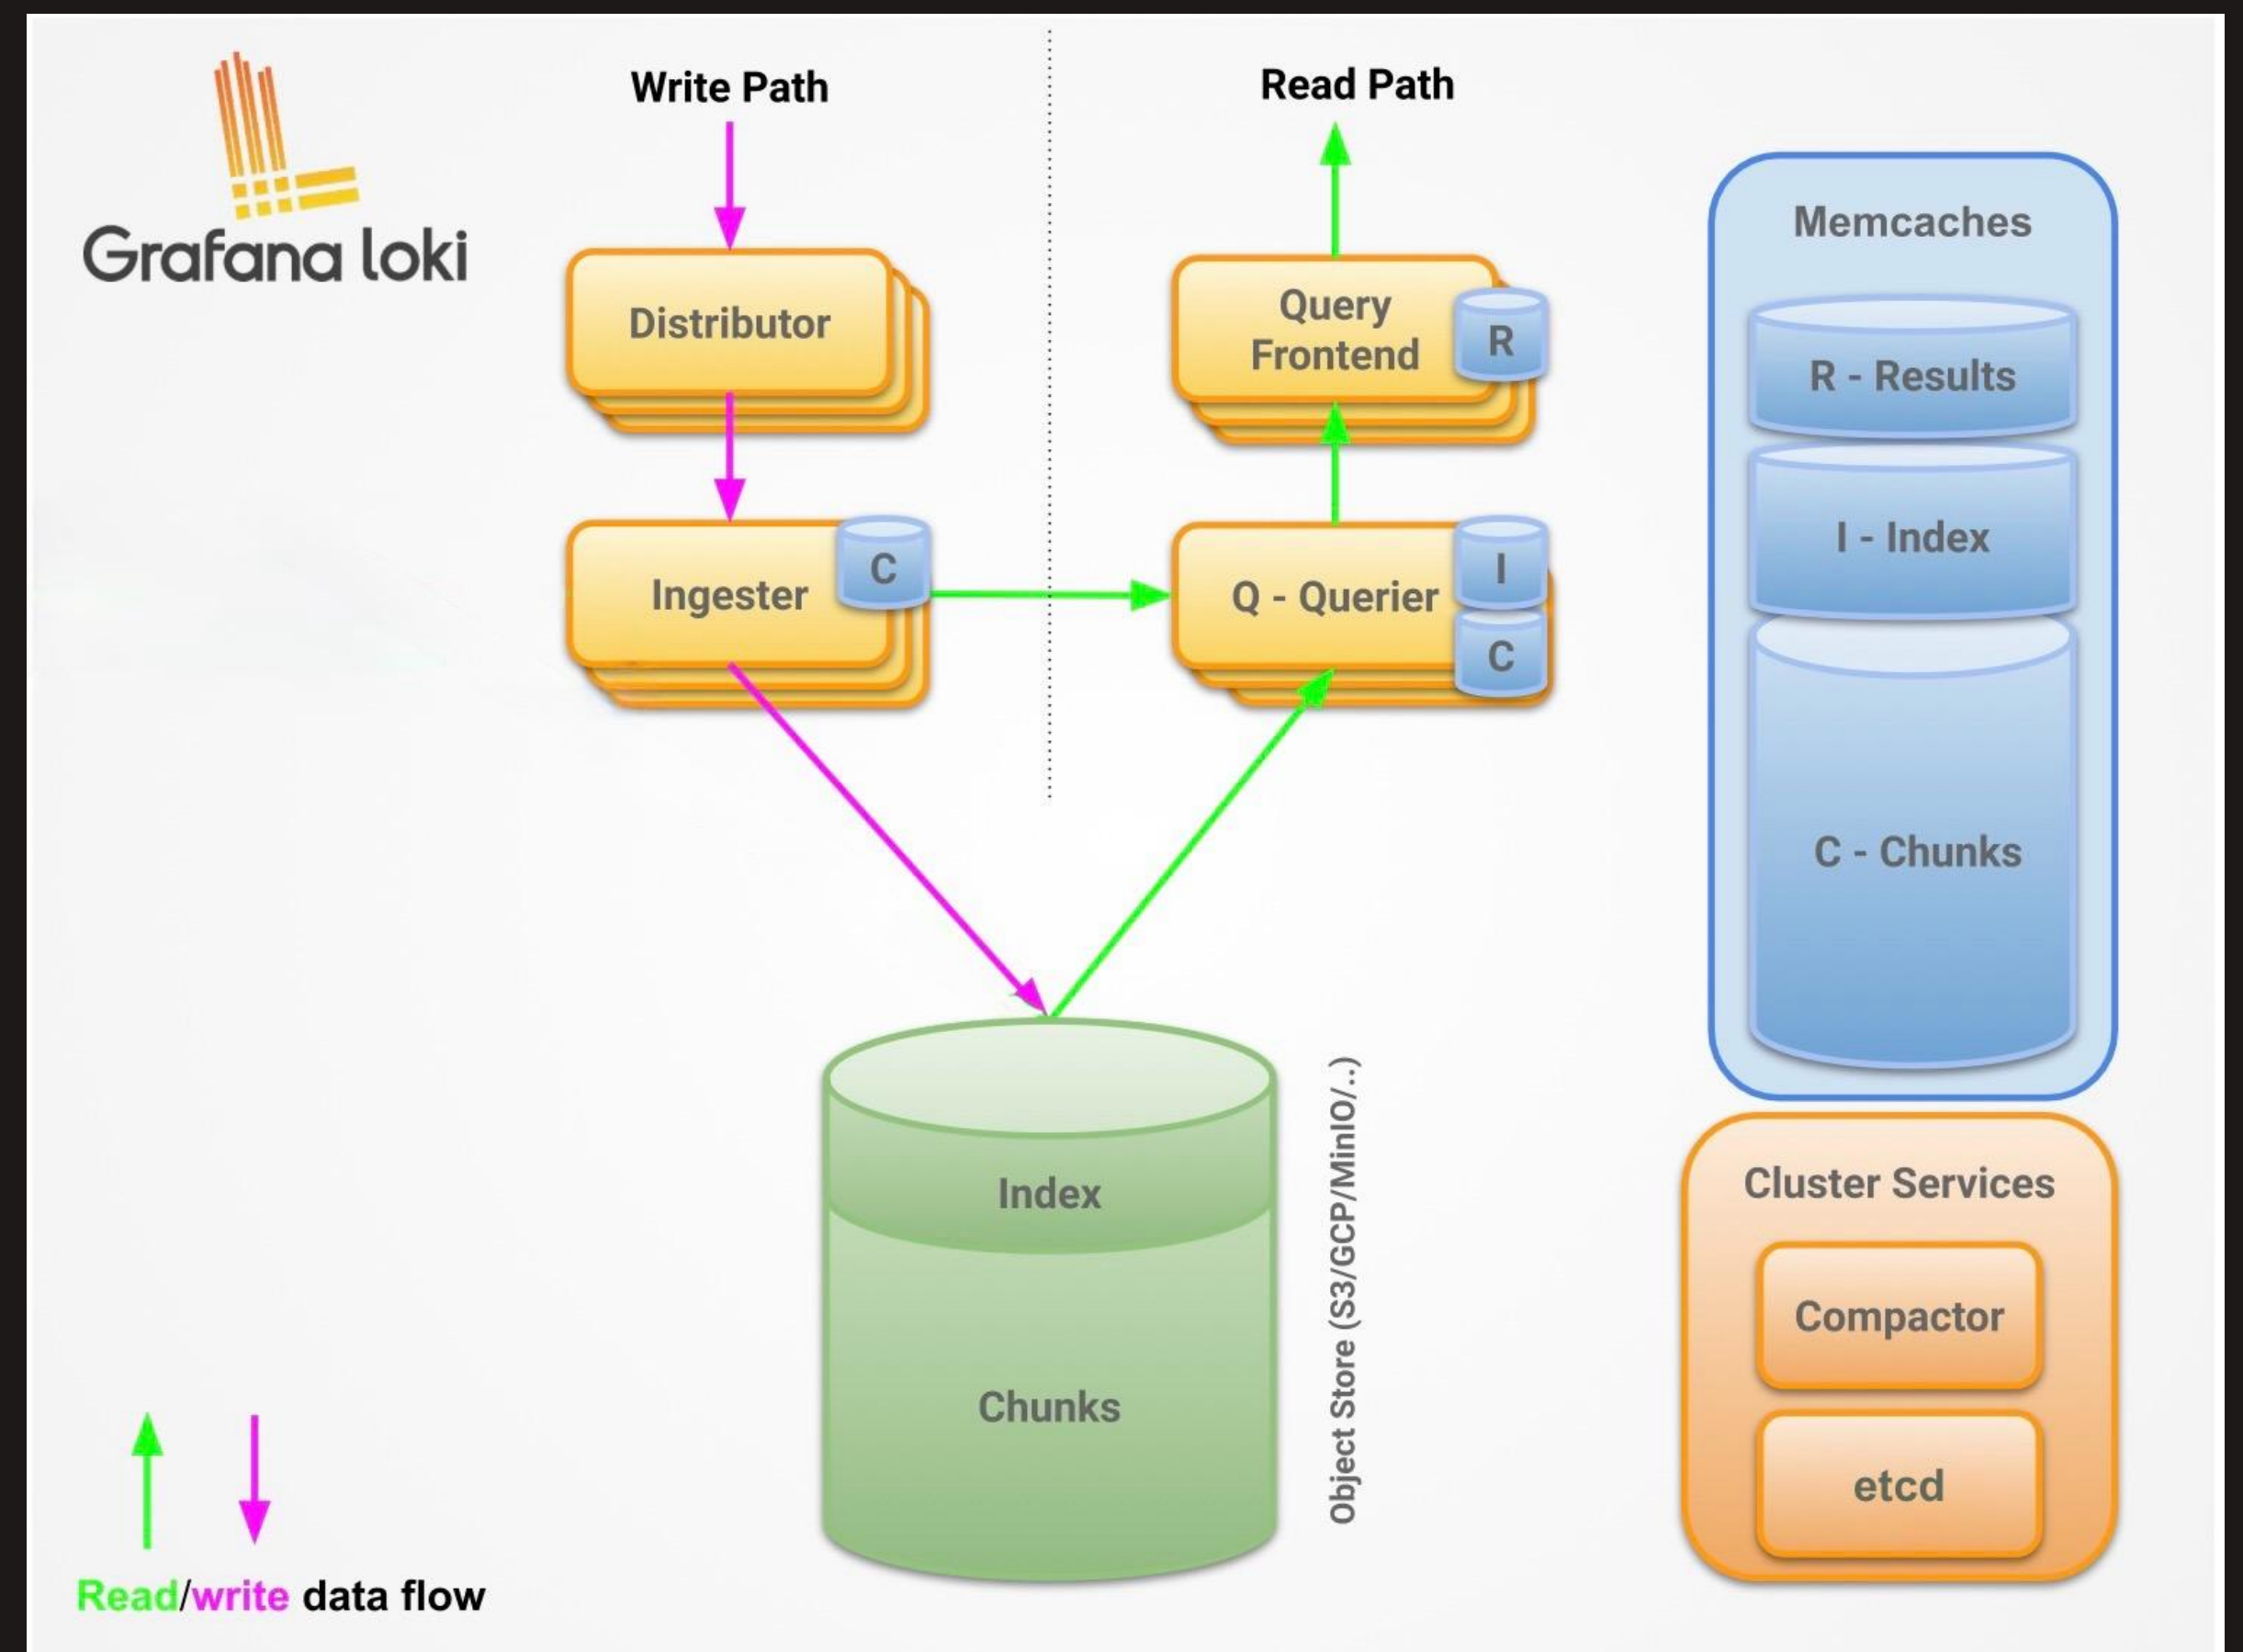 Grafana loki
Write Path
Read Path
Distributor
Query
Frontend
R
Ingester
C
Q - Querier
I
C
Index
Chunks
Object Store (S3/GCP/MinIO/..)
Memcaches
R - Results
I - Index
C - Chunks
Cluster Services
Compactor
etcd
Read/write data flow